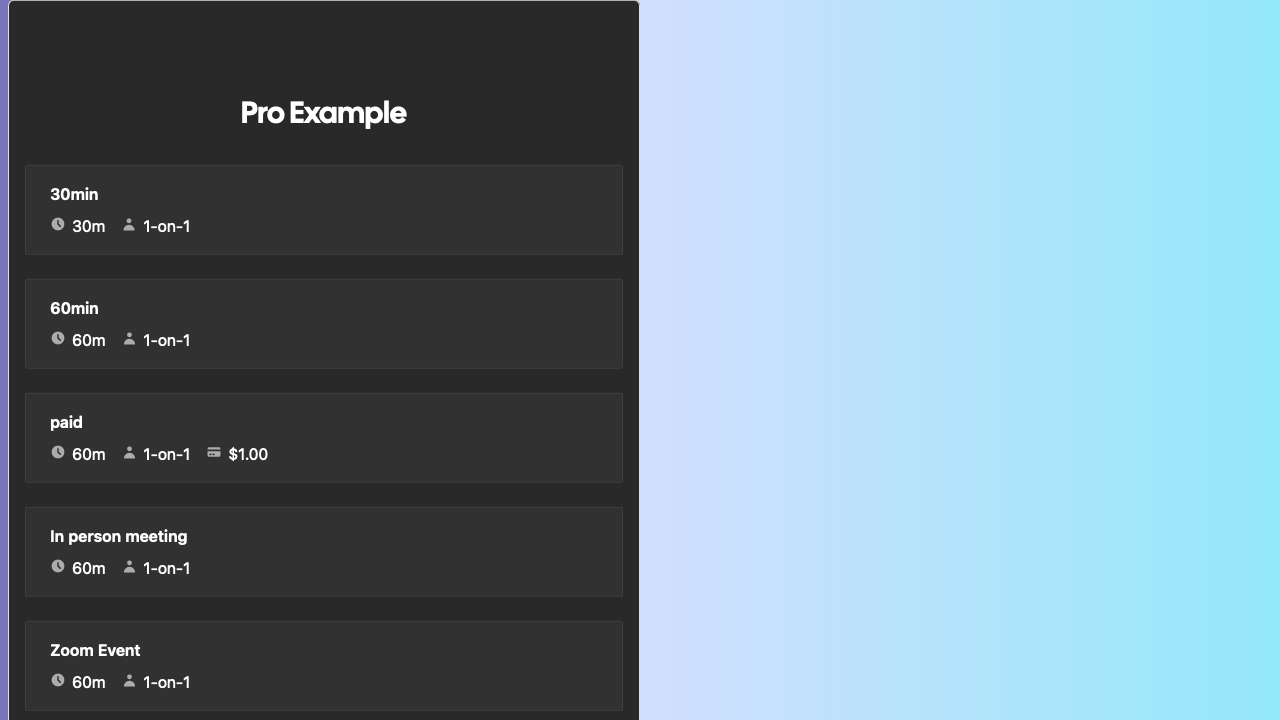 Pro Example
30min
30m 1-on-1
60min
60m 1-on-1
paid
60m 1-on-1 $1.00
In person meeting
60m 1-on-1
Zoom Event
60m 1-on-1